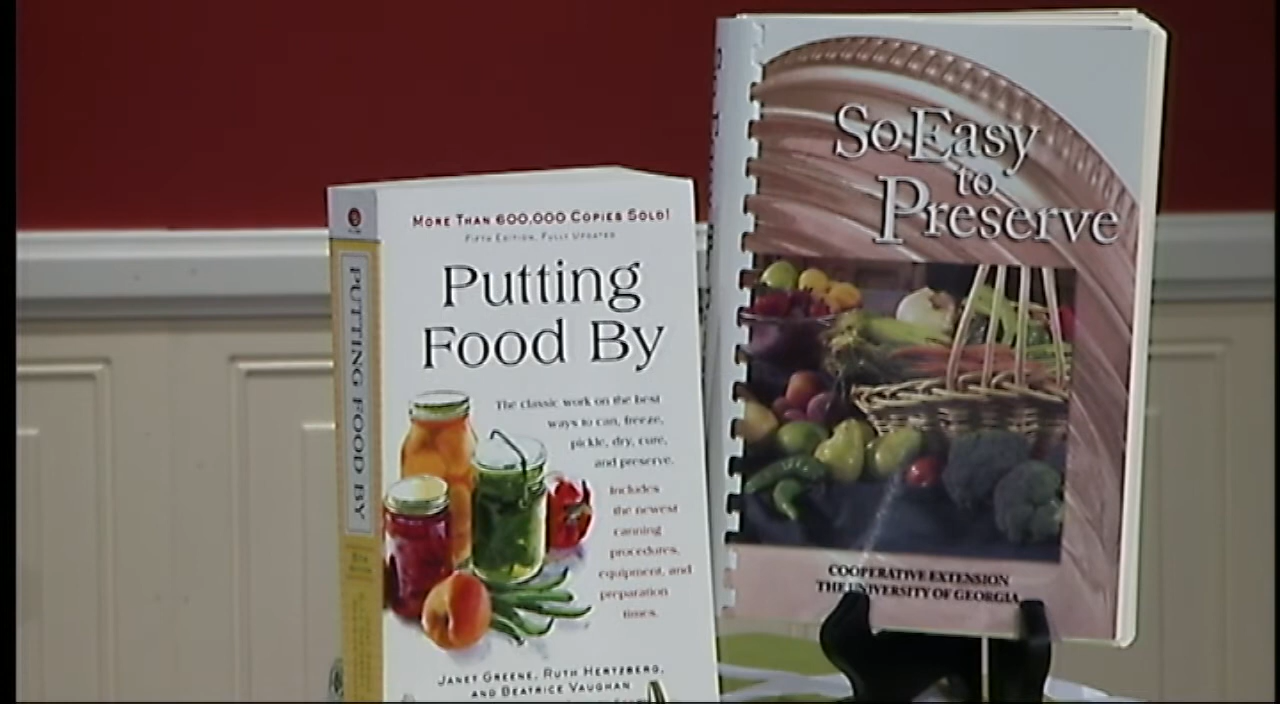 MORE THAN 600,000 COPIES SOLD!
FIFTH EDITION, FULLY UPDATED
Putting
Food By
The classic work on the best
ways to can, freeze,
pickle, dry, cure,
and preserve.
Includes
the newest
canning
procedures,
equipment, and
preparation
times.
JANET GREENE, RUTH HERTZBERG,
AND BEATRICE VAUGHAN
PUTTING FOOD BY
So Easy
to
Preserve
COOPERATIVE EXTENSION
THE UNIVERSITY OF GEORGIA